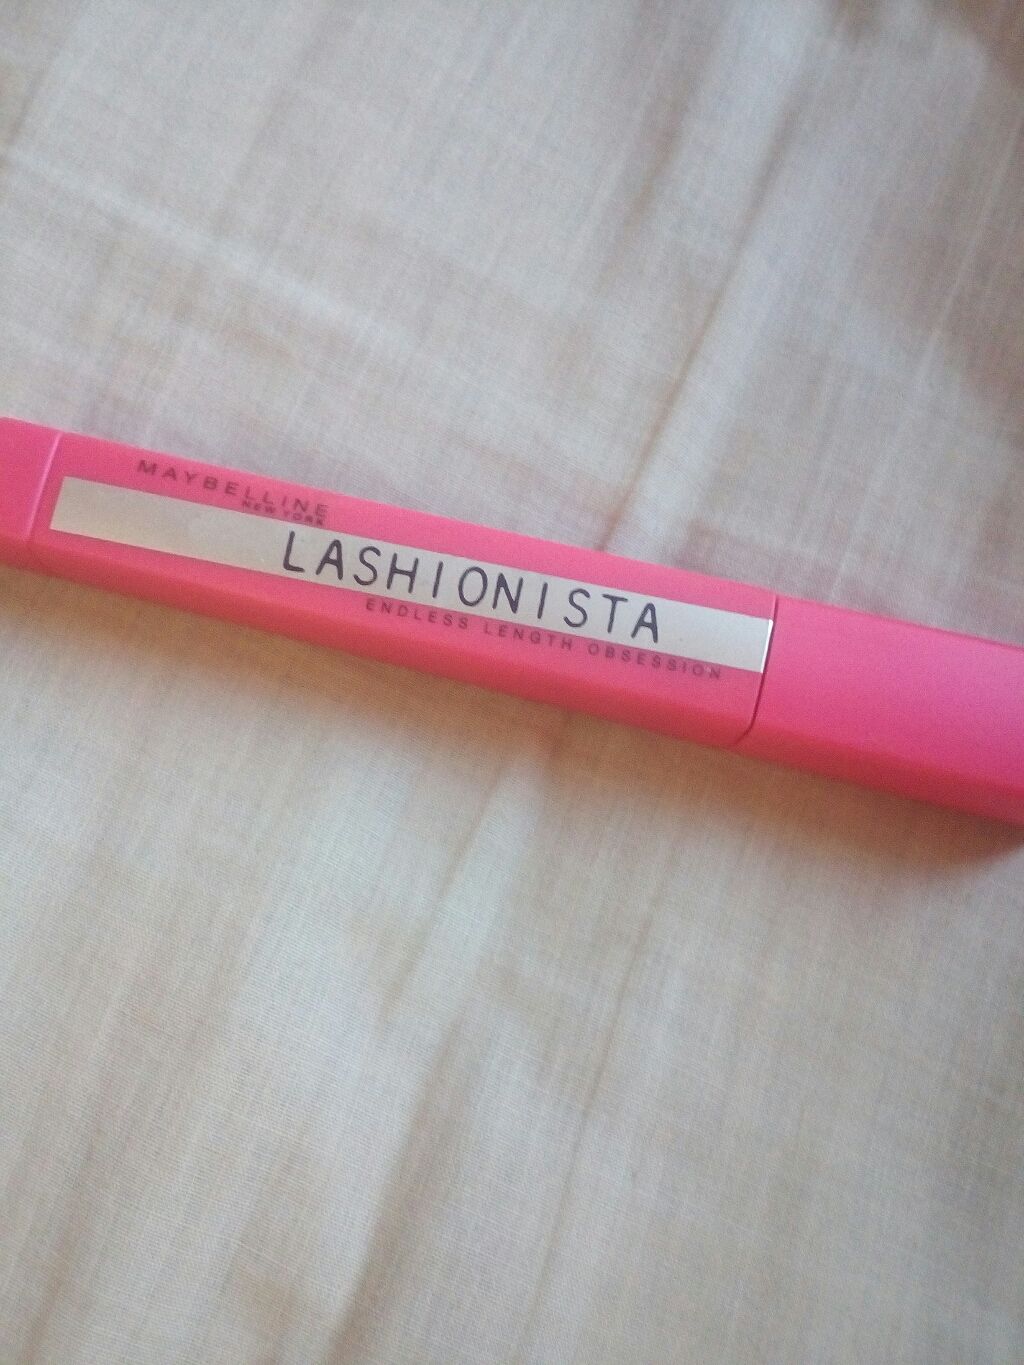 MAYBELLINE
NEW YORK
LASHIONISTA
ENDLESS LENGTH OBSESSION